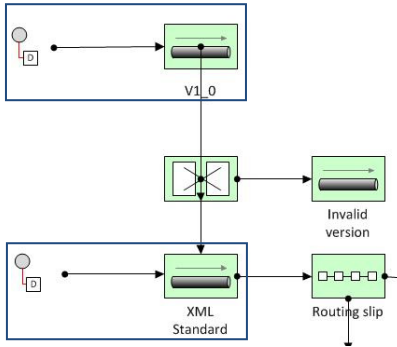 D
V1_0
Invalid
version
D
XML
Standard
Routing slip